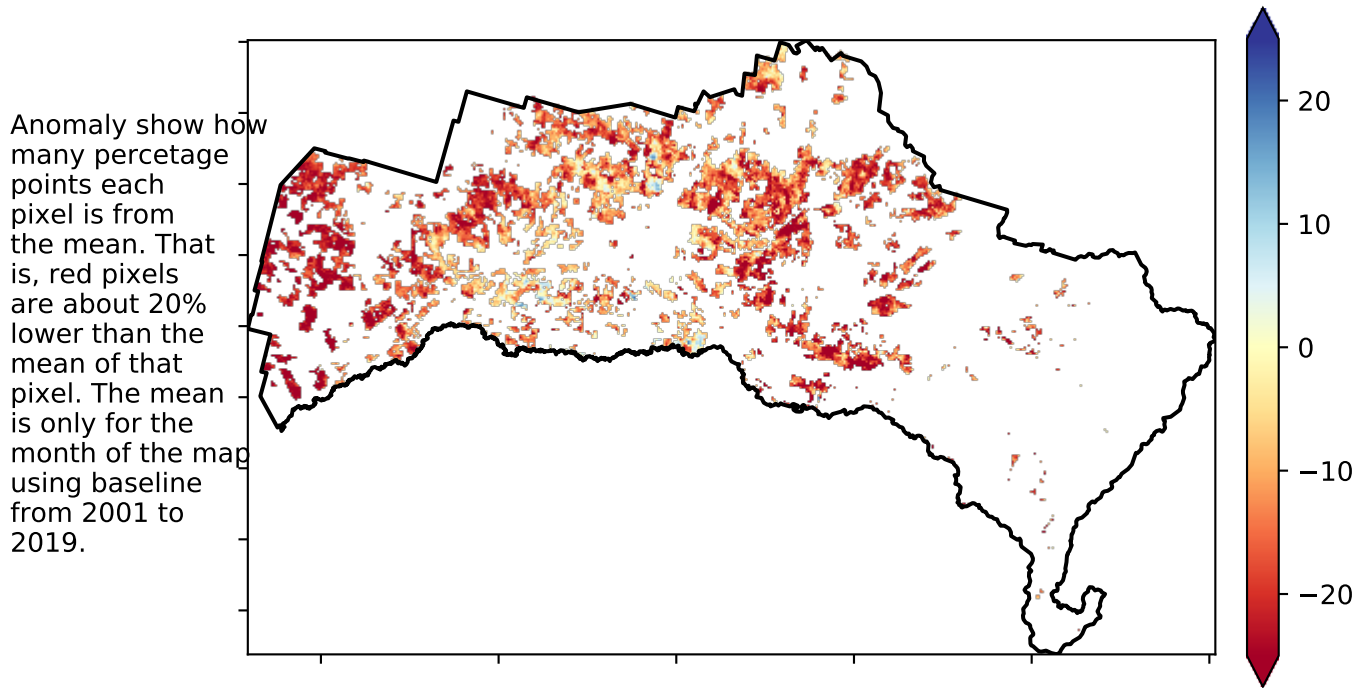 Anomaly show how
many percetage
points each
pixel is from
the mean. That
is, red pixels
are about 20%
lower than the
mean of that
pixel. The mean
is only for the
month of the map
using baseline
from 2001 to
2019.
20
10
0
−10
−20